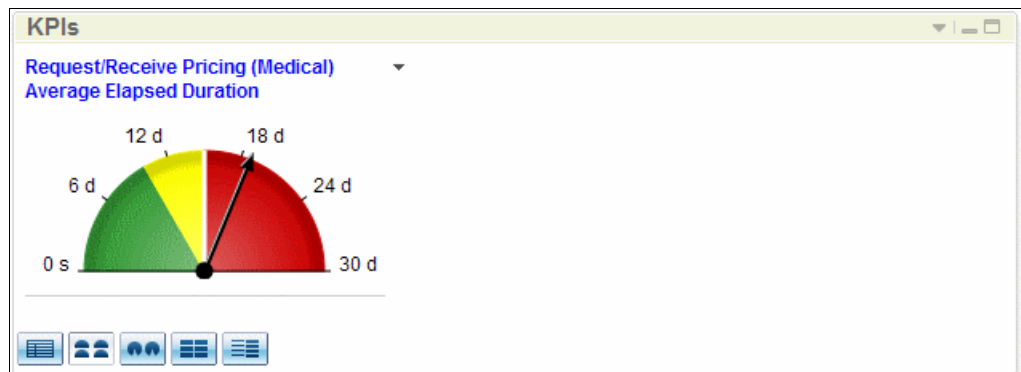 KPIs
Request/Receive Pricing (Medical)
Average Elapsed Duration
12 d
18 d
6 d
24 d
0 s
30 d